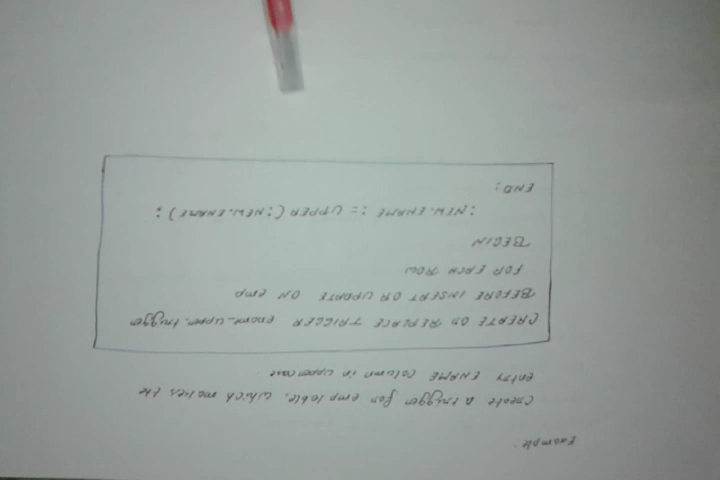 Example:
Create a trigger for emp table, which makes the
entry ENAME column in uppercase.
CREATE OR REPLACE TRIGGER ename_upper_trigger
BEFORE INSERT OR UPDATE ON emp
FOR EACH ROW
BEGIN
:NEW.ENAME := UPPER(:NEW.ENAME);
END;